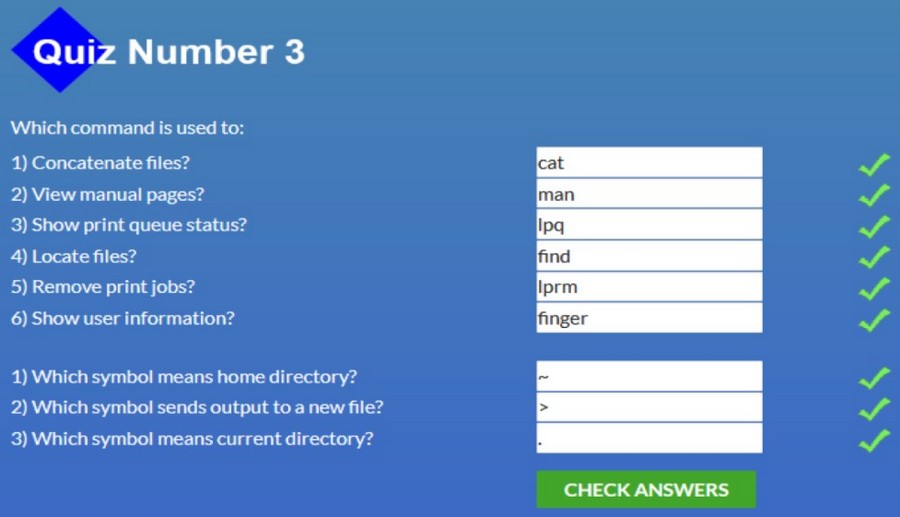 Quiz Number 3
Which command is used to:
1) Concatenate files? cat
2) View manual pages? man
3) Show print queue status? lpq
4) Locate files? find
5) Remove print jobs? lprm
6) Show user information? finger
1) Which symbol means home directory? ~
2) Which symbol sends output to a new file? >
3) Which symbol means current directory? .
CHECK ANSWERS